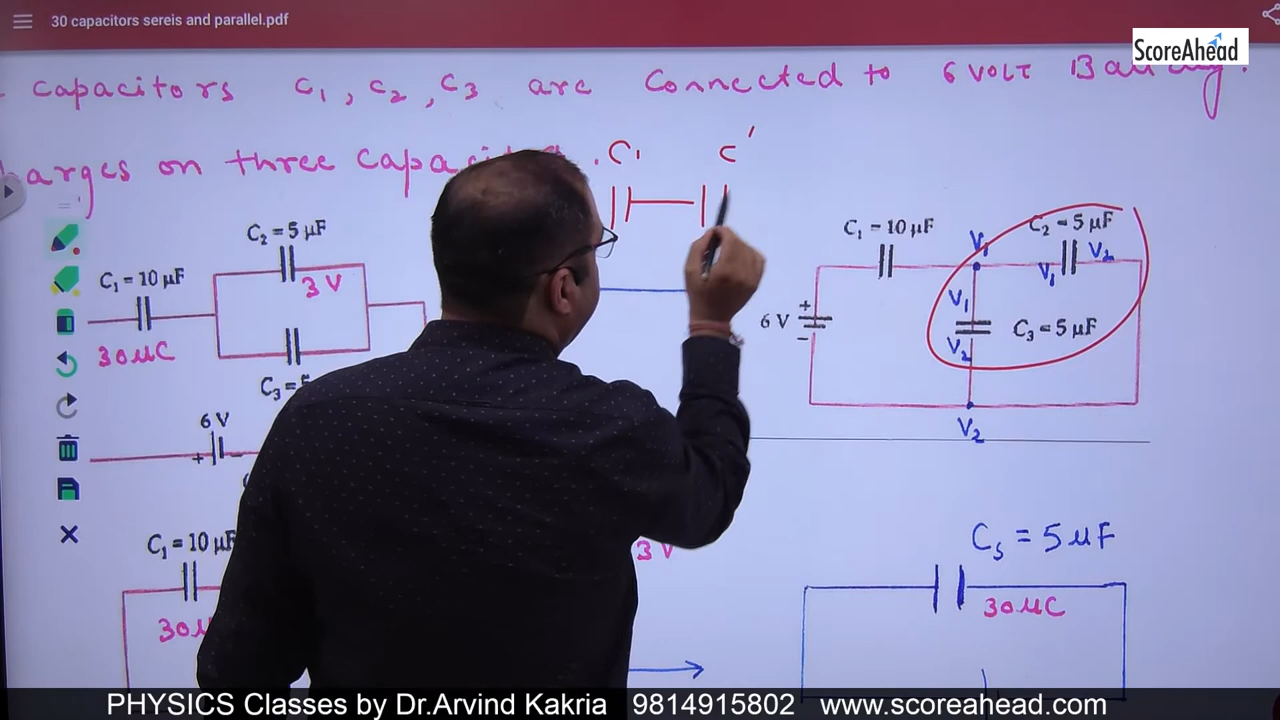 30 capacitors sereis and parallel.pdf
ScoreAhead
capacitors C₁, C₂, C₃ are connected to 6 VOLT
arges on three
C₁ C'
C₂ = 5 μF
3 V
C₁ = 10 μF
30 μC
6 V
+
C₁ = 10 μF
V₁
C₂ = 5 μF
V₁ V₂
V₁
C₃ = 5 μF
V₂
+
6 V
-
V₂
C₁ = 10 μF
3 V
Cₛ = 5 μF
30 μC
PHYSICS Classes by Dr.Arvind Kakria 9814915802 www.scoreahead.com